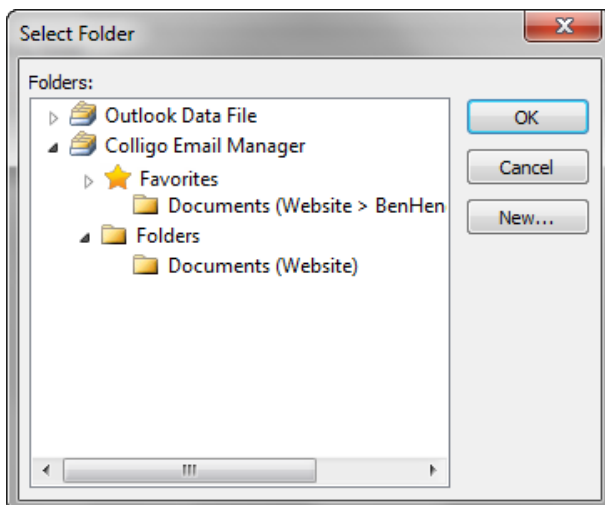 Select Folder
Folders:
Outlook Data File
Colligo Email Manager
Favorites
Documents (Website > BenHen
Folders
Documents (Website)
OK
Cancel
New...